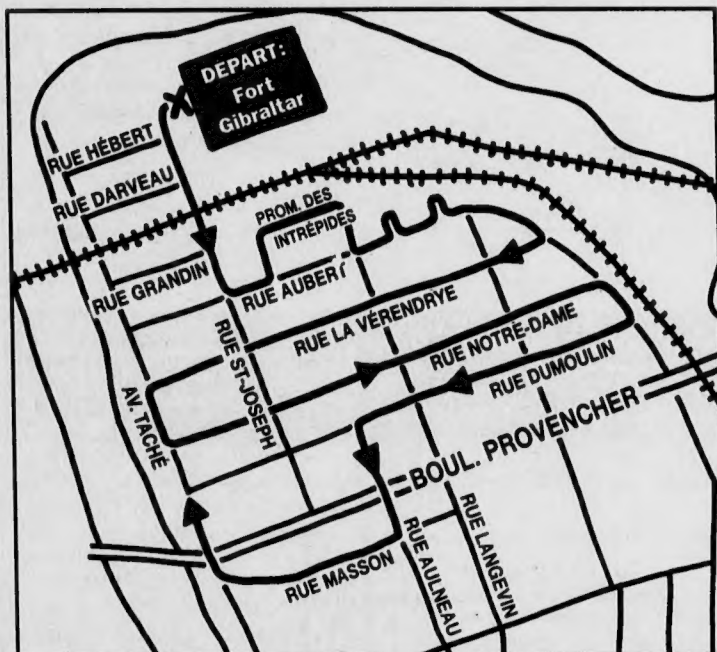 DÉPART:
Fort
Gibraltar
RUE HÉBERT
RUE DARVEAU
PROM. DES
INTRÉPIDES
RUE GRANDIN
RUE AUBERT
RUE LA VÉRENDRYE
RUE NOTRE-DAME
RUE ST-JOSEPH
RUE DUMOULIN
AV. TACHÉ
BOUL. PROVENCHER
RUE MASSON
RUE AULNEAU
RUE LANGEVIN